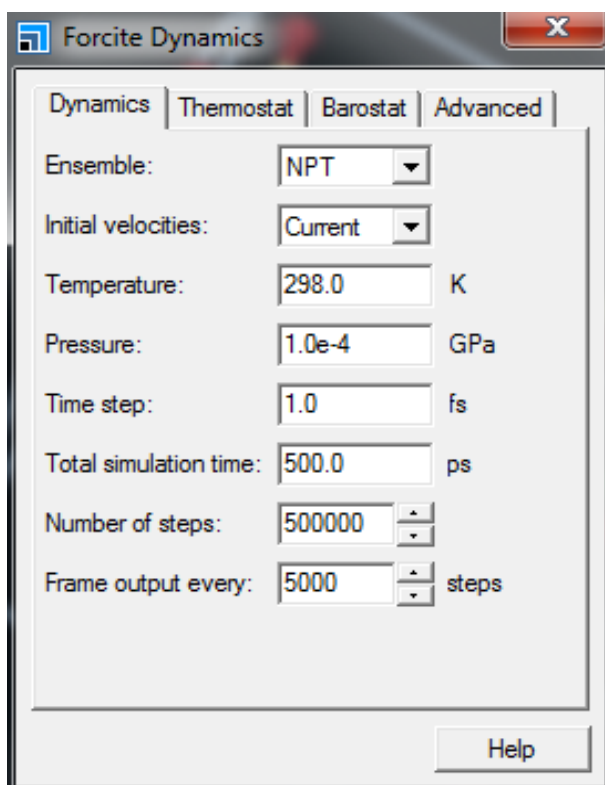 Forcite Dynamics
Dynamics Thermostat Barostat Advanced
Ensemble: NPT
Initial velocities: Current
Temperature: 298.0 K
Pressure: 1.0e-4 GPa
Time step: 1.0 fs
Total simulation time: 500.0 ps
Number of steps: 500000
Frame output every: 5000 steps
Help